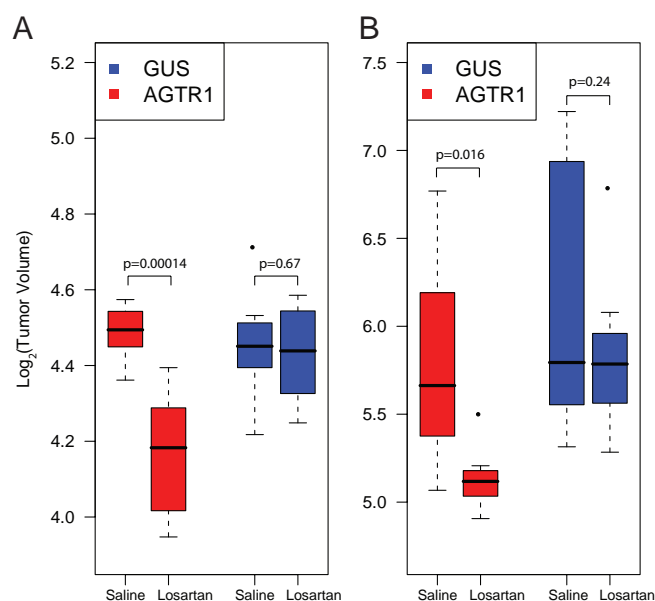 A
GUS
AGTR1
5.2
5.0
4.8
4.6
4.4
4.2
4.0
Log2(Tumor Volume)
p=0.00014
p=0.67
Saline Losartan Saline Losartan
B
GUS
AGTR1
7.5
7.0
6.5
6.0
5.5
5.0
p=0.24
p=0.016
Saline Losartan Saline Losartan